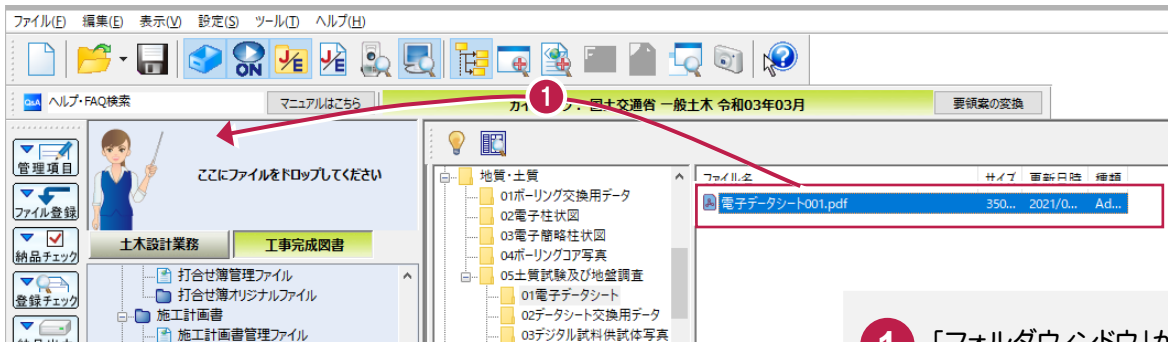 ファイル(F) 編集(E) 表示(V) 設定(S) ツール(T) ヘルプ(H)
ON J/E J/E
Q&A ヘルプ・FAQ検索 マニュアルはこちら 国土交通省 一般土木 令和03年03月 要領案の変換
1
管理項目
ファイル登録
納品チェック
登録チェック
ここにファイルをドロップしてください
土木設計業務 工事完成図書
打合せ簿管理ファイル
打合せ簿オリジナルファイル
施工計画書
施工計画書管理ファイル
地質・土質
01ボーリング交換用データ
02電子柱状図
03電子簡略柱状図
04ボーリングコア写真
05土質試験及び地盤調査
01電子データシート
02データシート交換用データ
03デジタル試料供試体写真
ファイル名 サイズ 更新日時 種類
電子データシート001.pdf 350... 2021/0... Ad...
1 「フォルダウィンドウ」か